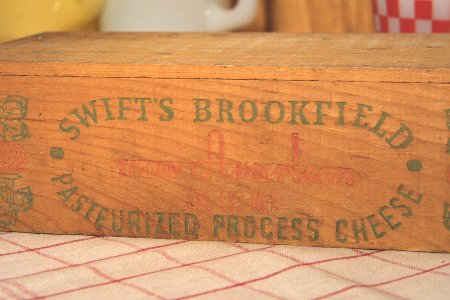 SWIFT'S BROOKFIELD
American
PASTEURIZED PROCESS CHEESE